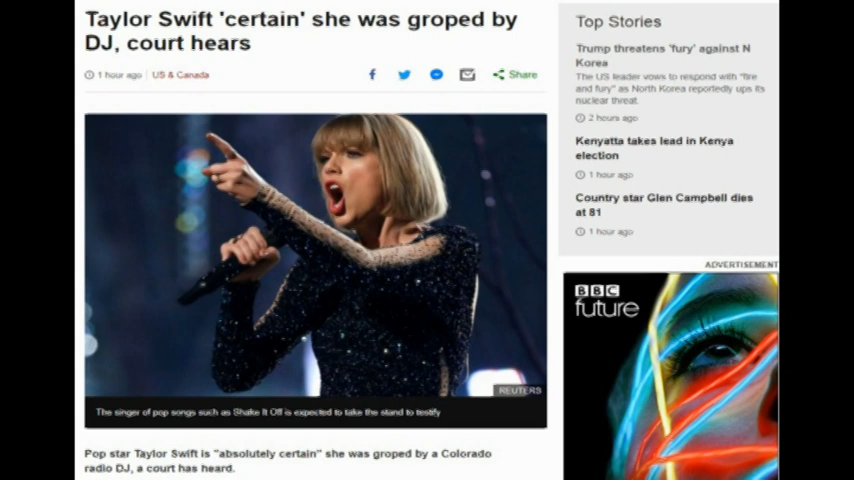 Taylor Swift 'certain' she was groped by
DJ, court hears
1 hour ago
US & Canada
Share
REUTERS
The singer of pop songs such as Shake It Off is expected to take the stand to testify
Pop star Taylor Swift is "absolutely certain" she was groped by a Colorado
radio DJ, a court has heard.
Top Stories
Trump threatens 'fury' against N
Korea
The US leader vows to respond with "fire
and fury" as North Korea reportedly ups its
nuclear threat.
2 hours ago
Kenyatta takes lead in Kenya
election
1 hour ago
Country star Glen Campbell dies
at 81
1 hour ago
ADVERTISEMENT
BBC
future